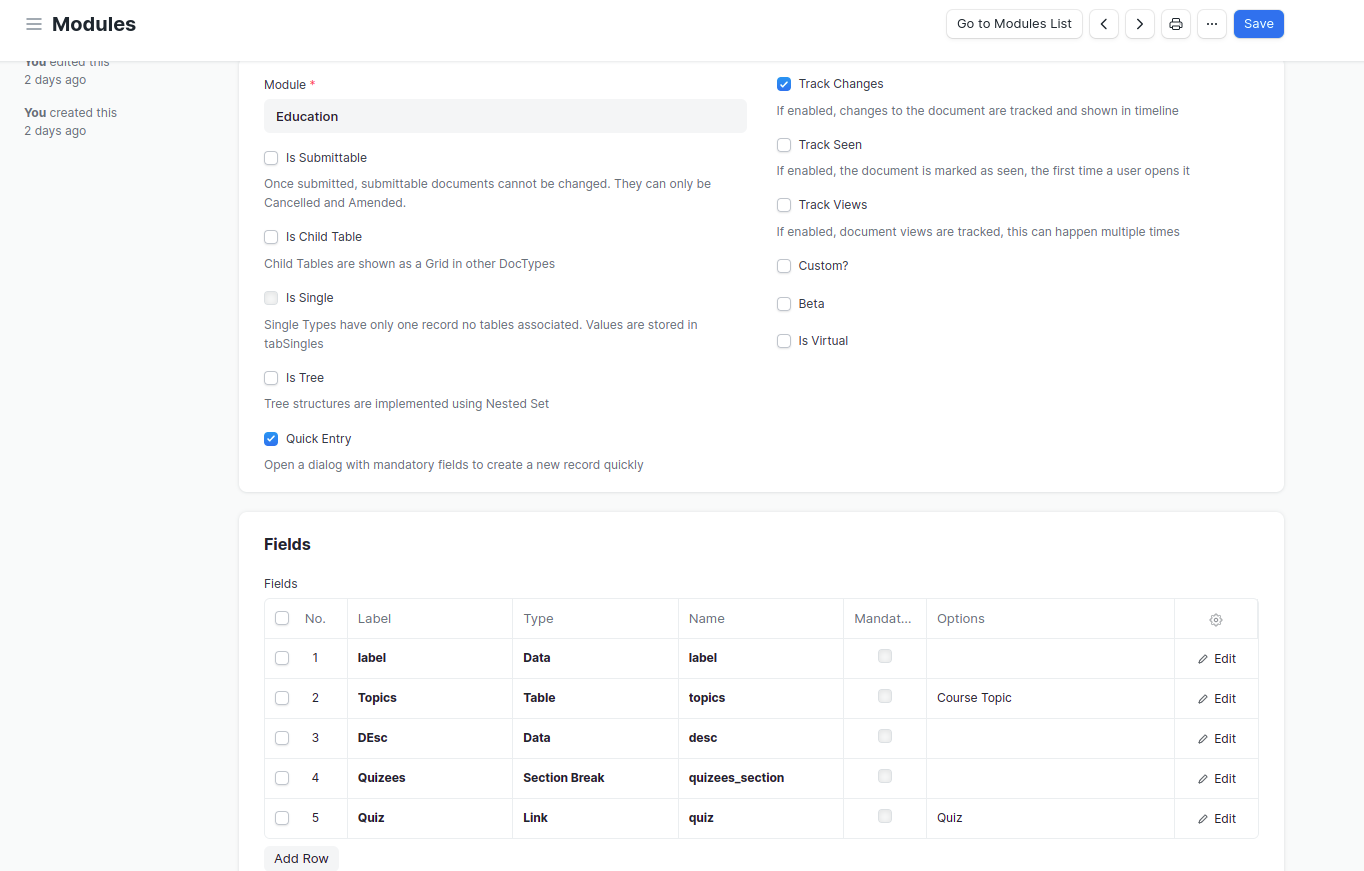 Modules
Go to Modules List
Save
You edited this
2 days ago
You created this
2 days ago
Module *
Education
Is Submittable
Once submitted, submittable documents cannot be changed. They can only be
Cancelled and Amended.
Is Child Table
Child Tables are shown as a Grid in other DocTypes
Is Single
Single Types have only one record no tables associated. Values are stored in
tabSingles
Is Tree
Tree structures are implemented using Nested Set
Quick Entry
Open a dialog with mandatory fields to create a new record quickly
Track Changes
If enabled, changes to the document are tracked and shown in timeline
Track Seen
If enabled, the document is marked as seen, the first time a user opens it
Track Views
If enabled, document views are tracked, this can happen multiple times
Custom?
Beta
Is Virtual
Fields
Fields
No. Label Type Name Mandat... Options
1 label Data label Edit
2 Topics Table topics Course Topic Edit
3 DEsc Data desc Edit
4 Quizees Section Break quizees_section Edit
5 Quiz Link quiz Quiz Edit
Add Row